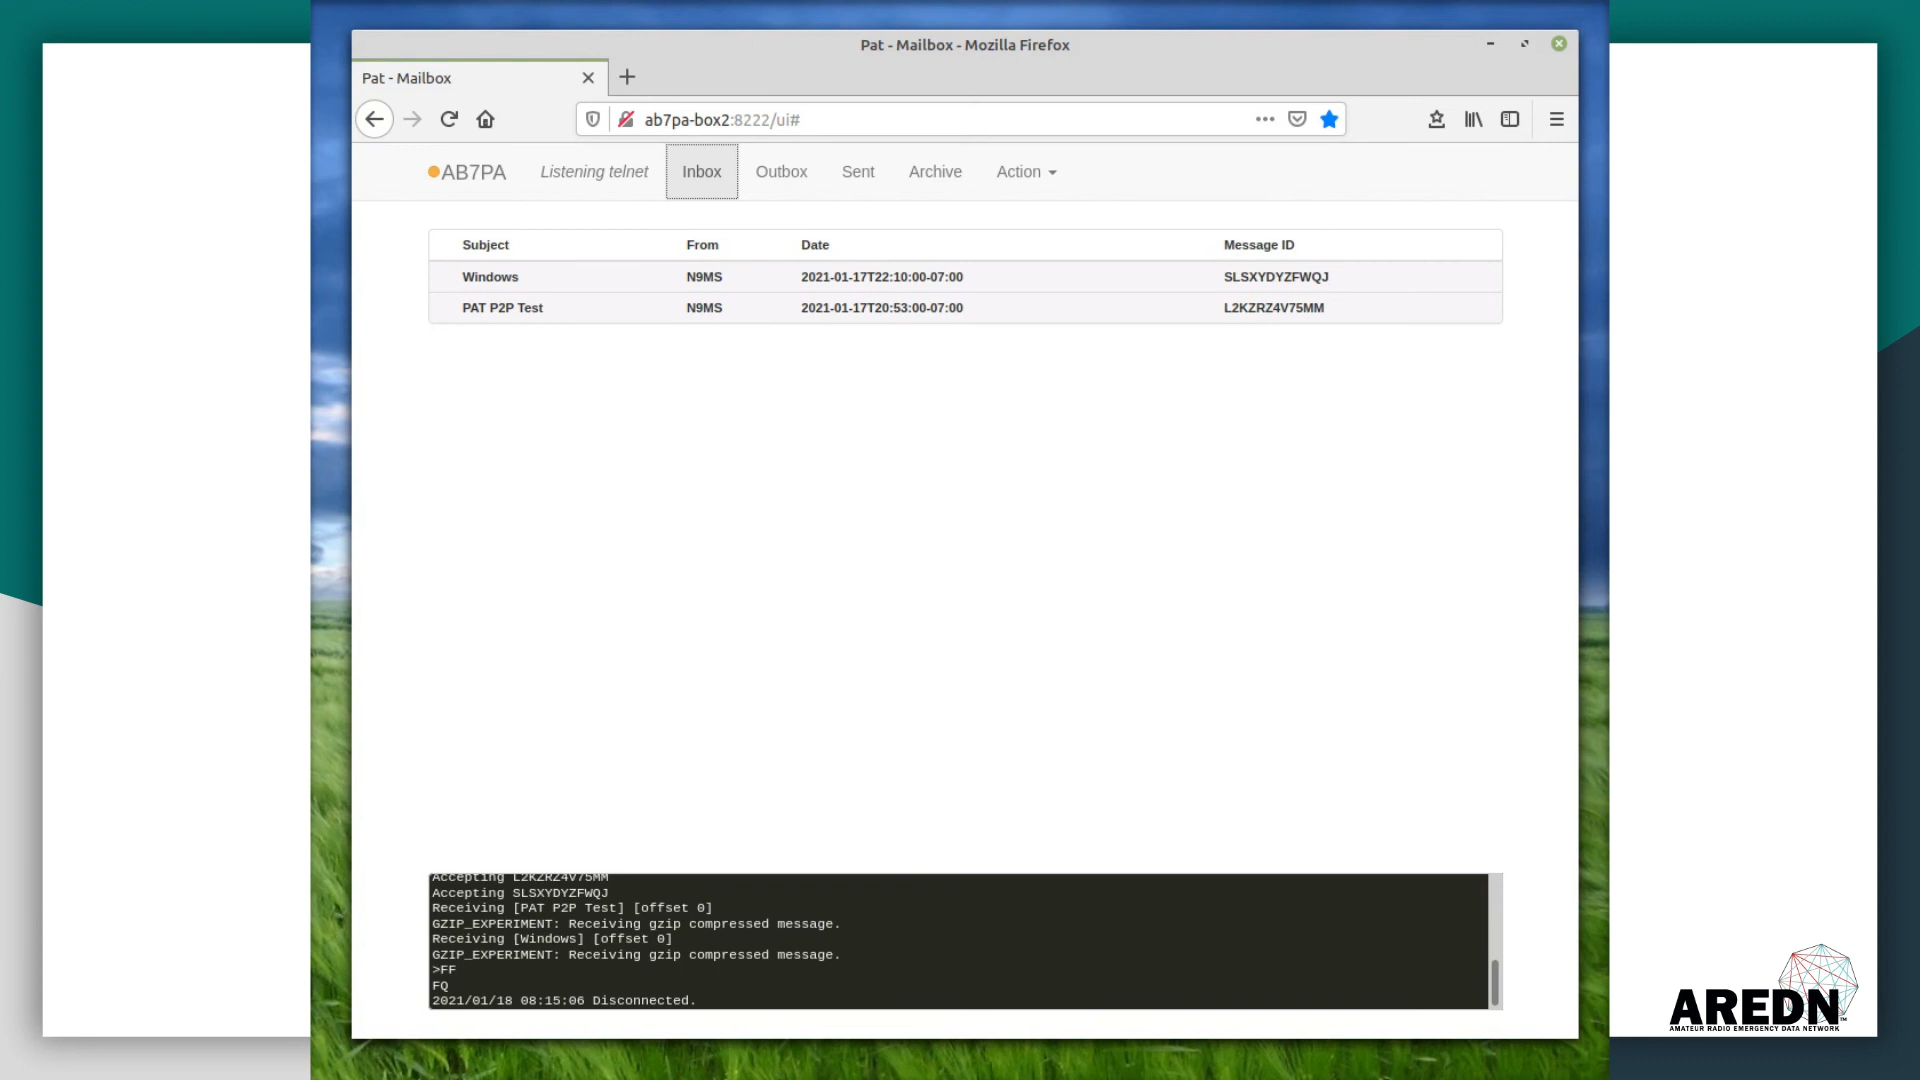 Pat - Mailbox - Mozilla Firefox
Pat - Mailbox
ab7pa-box2:8222/ui#
AB7PA Listening telnet Inbox Outbox Sent Archive Action
Subject From Date Message ID
Windows N9MS 2021-01-17T22:10:00-07:00 SLSXYDYZFWQJ
PAT P2P Test N9MS 2021-01-17T20:53:00-07:00 L2KZRZ4V75MM
Accepting L2KZRZ4V75MM
Accepting SLSXYDYZFWQJ
Receiving [PAT P2P Test] [offset 0]
GZIP_EXPERIMENT: Receiving gzip compressed message.
Receiving [Windows] [offset 0]
GZIP_EXPERIMENT: Receiving gzip compressed message.
>FF
FQ
2021/01/18 08:15:06 Disconnected.
AREDN™
AMATEUR RADIO EMERGENCY DATA NETWORK